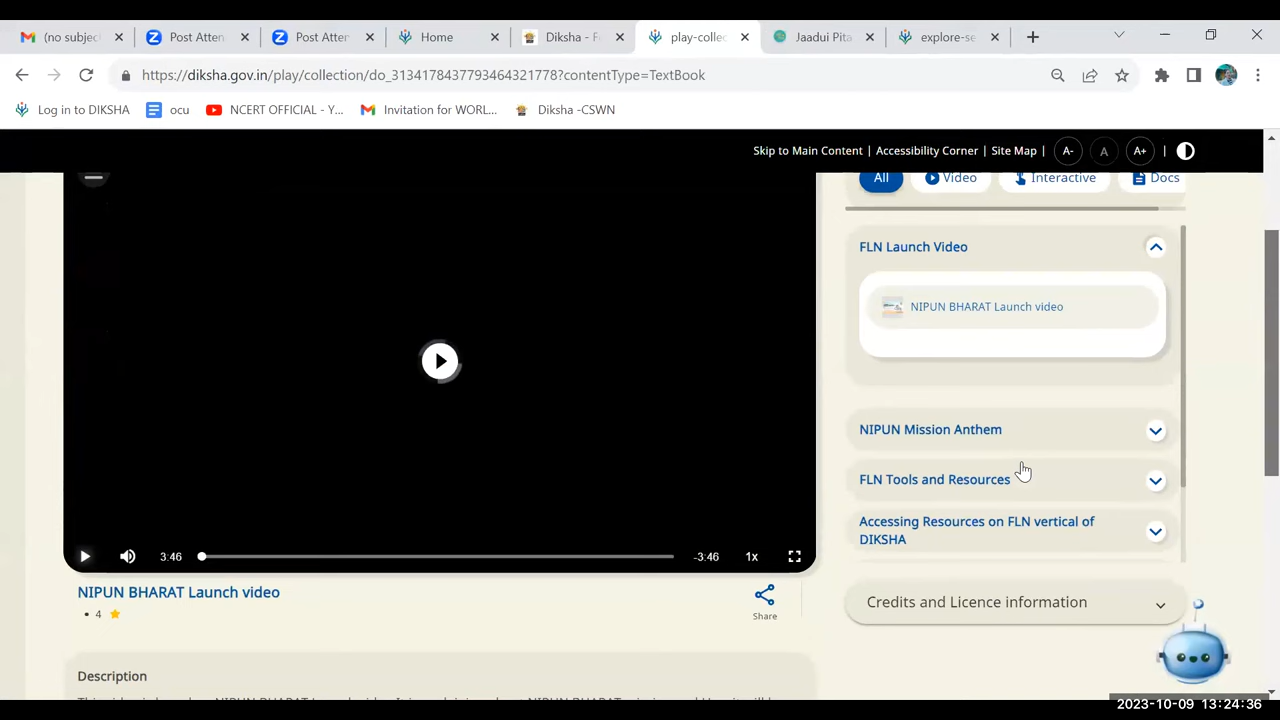 (no subjec
Post Atten
Post Atten
Home
Diksha - F
play-collec
Jaadui Pita
explore-se
https://diksha.gov.in/play/collection/do_3134178437793464321778?contentType=TextBook
Log in to DIKSHA
ocu
NCERT OFFICIAL - Y...
Invitation for WORL...
Diksha -CSWN
Skip to Main Content | Accessibility Corner | Site Map | A- A A+ |
All
Video
Interactive
Docs
FLN Launch Video
NIPUN BHARAT Launch video
NIPUN Mission Anthem
FLN Tools and Resources
Accessing Resources on FLN vertical of
DIKSHA
3:46
-3:46
1x
NIPUN BHARAT Launch video
• 4
Share
Credits and Licence information
Description
2023-10-09 13:24:36